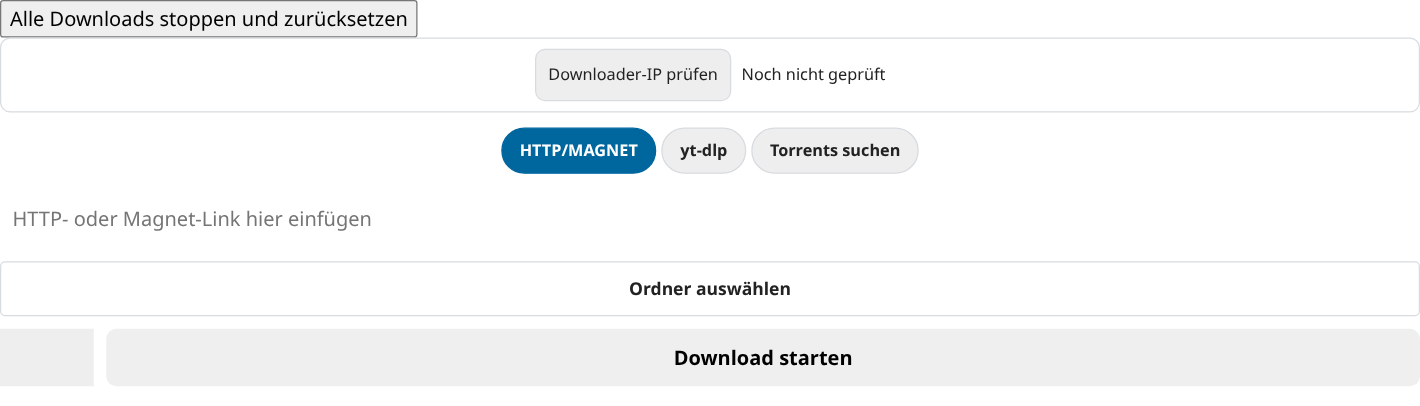 Alle Downloads stoppen und zurücksetzen
Downloader-IP prüfen Noch nicht geprüft
HTTP/MAGNET yt-dlp Torrents suchen
HTTP- oder Magnet-Link hier einfügen
Ordner auswählen
Download starten